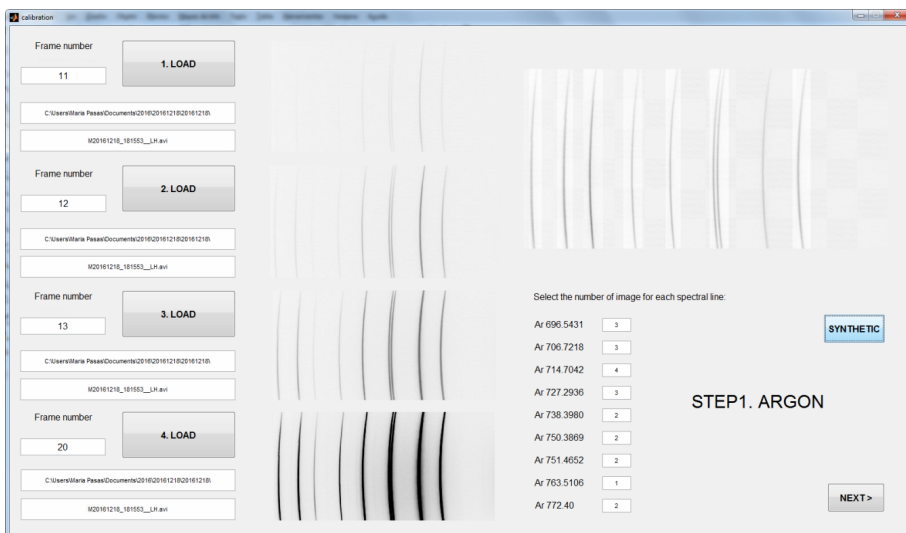 calibration
Frame number
11
1. LOAD
C:\Users\Maria Pasas\Documents\2016\20161218\20161218\
M20161218_181553__LH.avi
Frame number
12
2. LOAD
C:\Users\Maria Pasas\Documents\2016\20161218\20161218\
M20161218_181553__LH.avi
Frame number
13
3. LOAD
C:\Users\Maria Pasas\Documents\2016\20161218\20161218\
M20161218_181553__LH.avi
Frame number
20
4. LOAD
C:\Users\Maria Pasas\Documents\2016\20161218\20161218\
M20161218_181553__LH.avi
Select the number of image for each spectral line:
Ar 696.5431 3
Ar 706.7218 3
Ar 714.7042 4
Ar 727.2936 3
Ar 738.3980 2
Ar 750.3869 2
Ar 751.4652 2
Ar 763.5106 1
Ar 772.40 2
SYNTHETIC
STEP1. ARGON
NEXT >